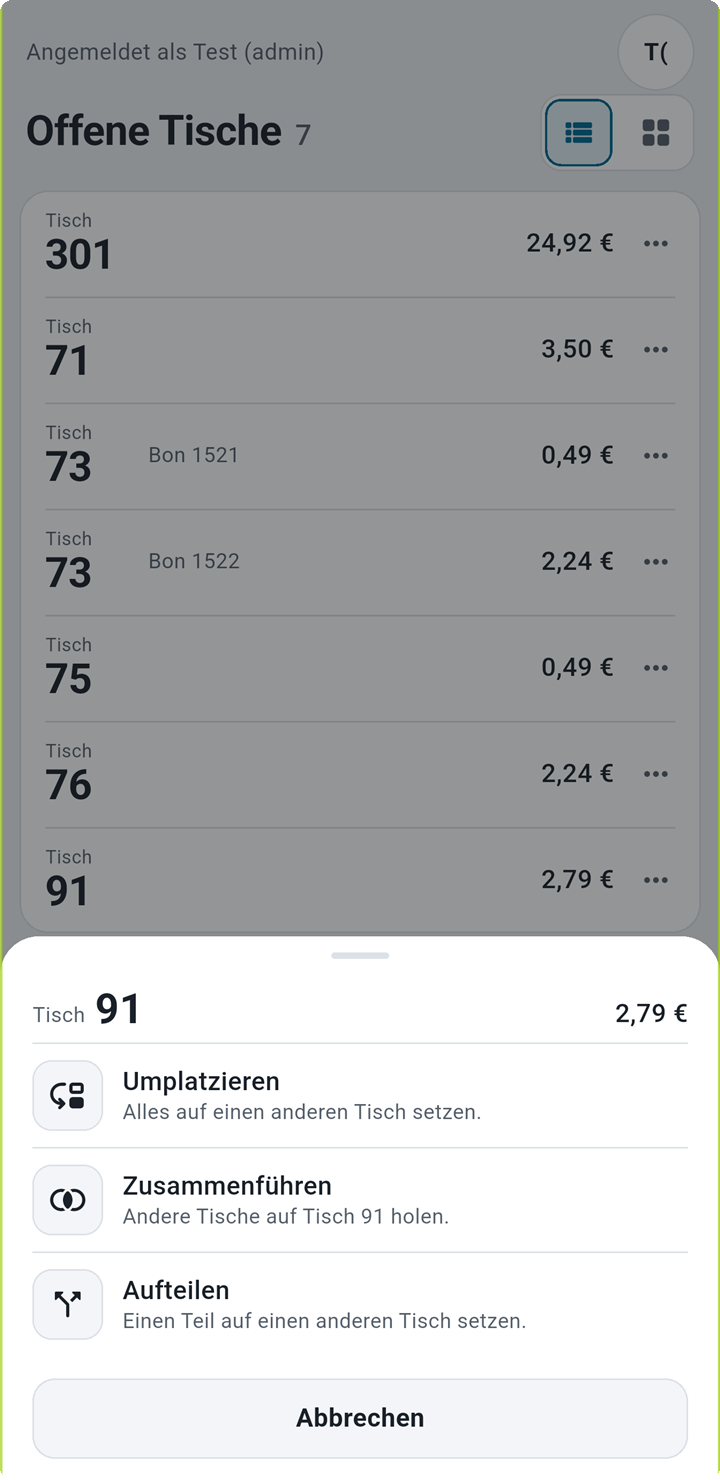 Angemeldet als Test (admin)
T(
Offene Tische 7
Tisch
301
24,92 €
Tisch
71
3,50 €
Tisch
73
Bon 1521
0,49 €
Tisch
73
Bon 1522
2,24 €
Tisch
75
0,49 €
Tisch
76
2,24 €
Tisch
91
2,79 €
Tisch 91
2,79 €
Umplatzieren
Alles auf einen anderen Tisch setzen.
Zusammenführen
Andere Tische auf Tisch 91 holen.
Aufteilen
Einen Teil auf einen anderen Tisch setzen.
Abbrechen